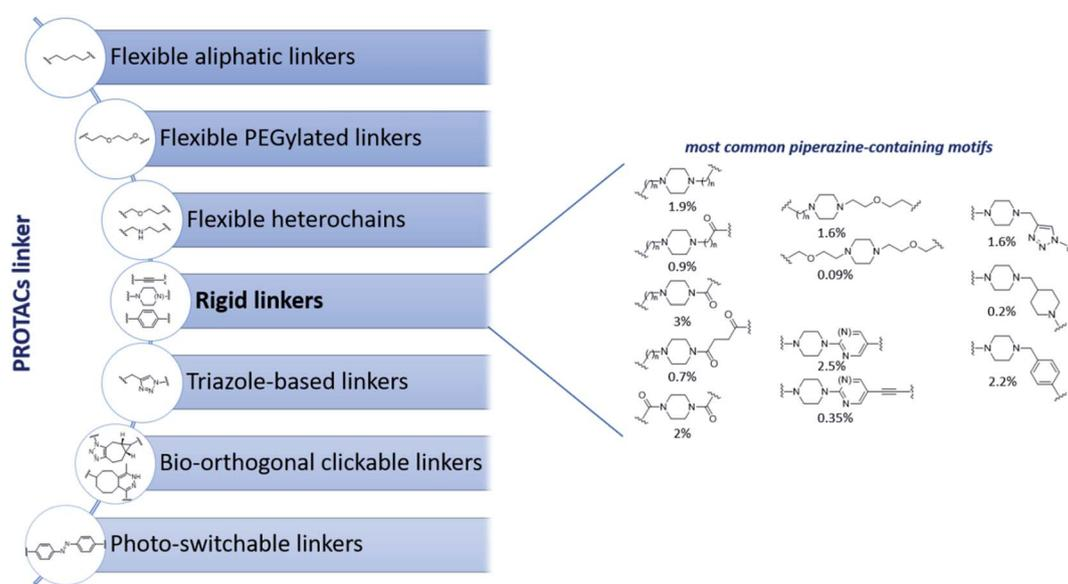 PROTACs linker
Flexible aliphatic linkers
Flexible PEGylated linkers
Flexible heterochains
Rigid linkers
Triazole-based linkers
Bio-orthogonal clickable linkers
Photo-switchable linkers
most common piperazine-containing motifs
1.9%
0.9%
3%
0.7%
2%
1.6%
0.09%
2.5%
0.35%
1.6%
0.2%
2.2%